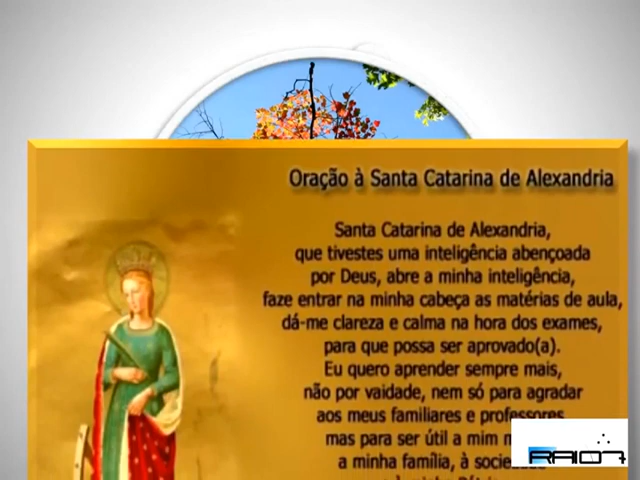 Oração à Santa Catarina de Alexandria
Santa Catarina de Alexandria,
que tivestes uma inteligência abençoada
por Deus, abre a minha inteligência,
faze entrar na minha cabeça as matérias de aula,
dá-me clareza e calma na hora dos exames,
para que possa ser aprovado(a).
Eu quero aprender sempre mais,
não por vaidade, nem só para agradar
aos meus familiares e professores
mas para ser útil a mim
a minha família, à
RAIO7